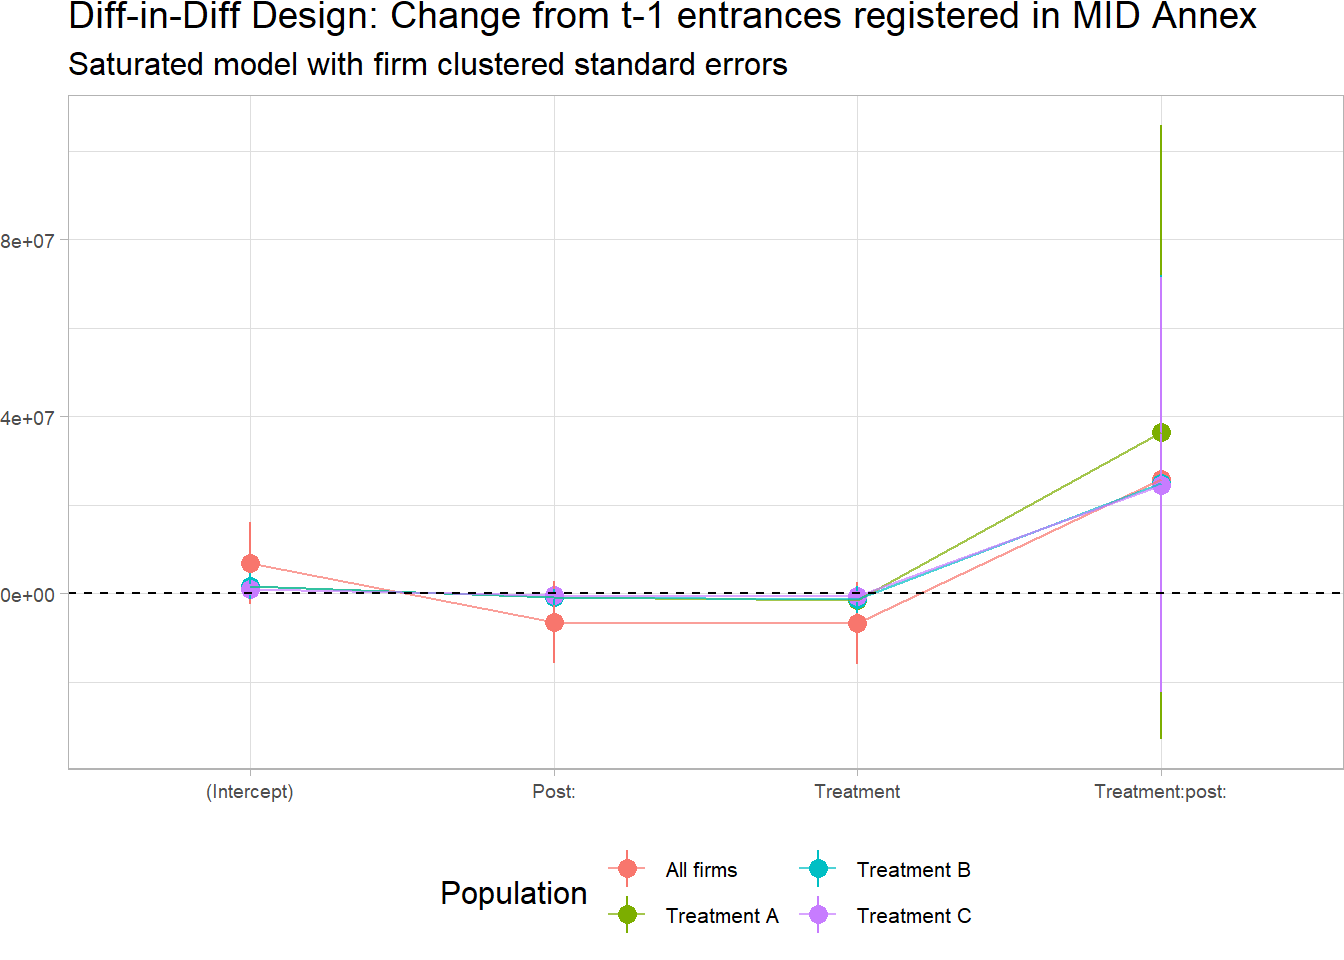 Diff-in-Diff Design: Change from t-1 entrances registered in MID Annex
Saturated model with firm clustered standard errors
8e+07
4e+07
0e+00
(Intercept)
Post:
Treatment
Treatment:post:
Population
All firms
Treatment B
Treatment A
Treatment C